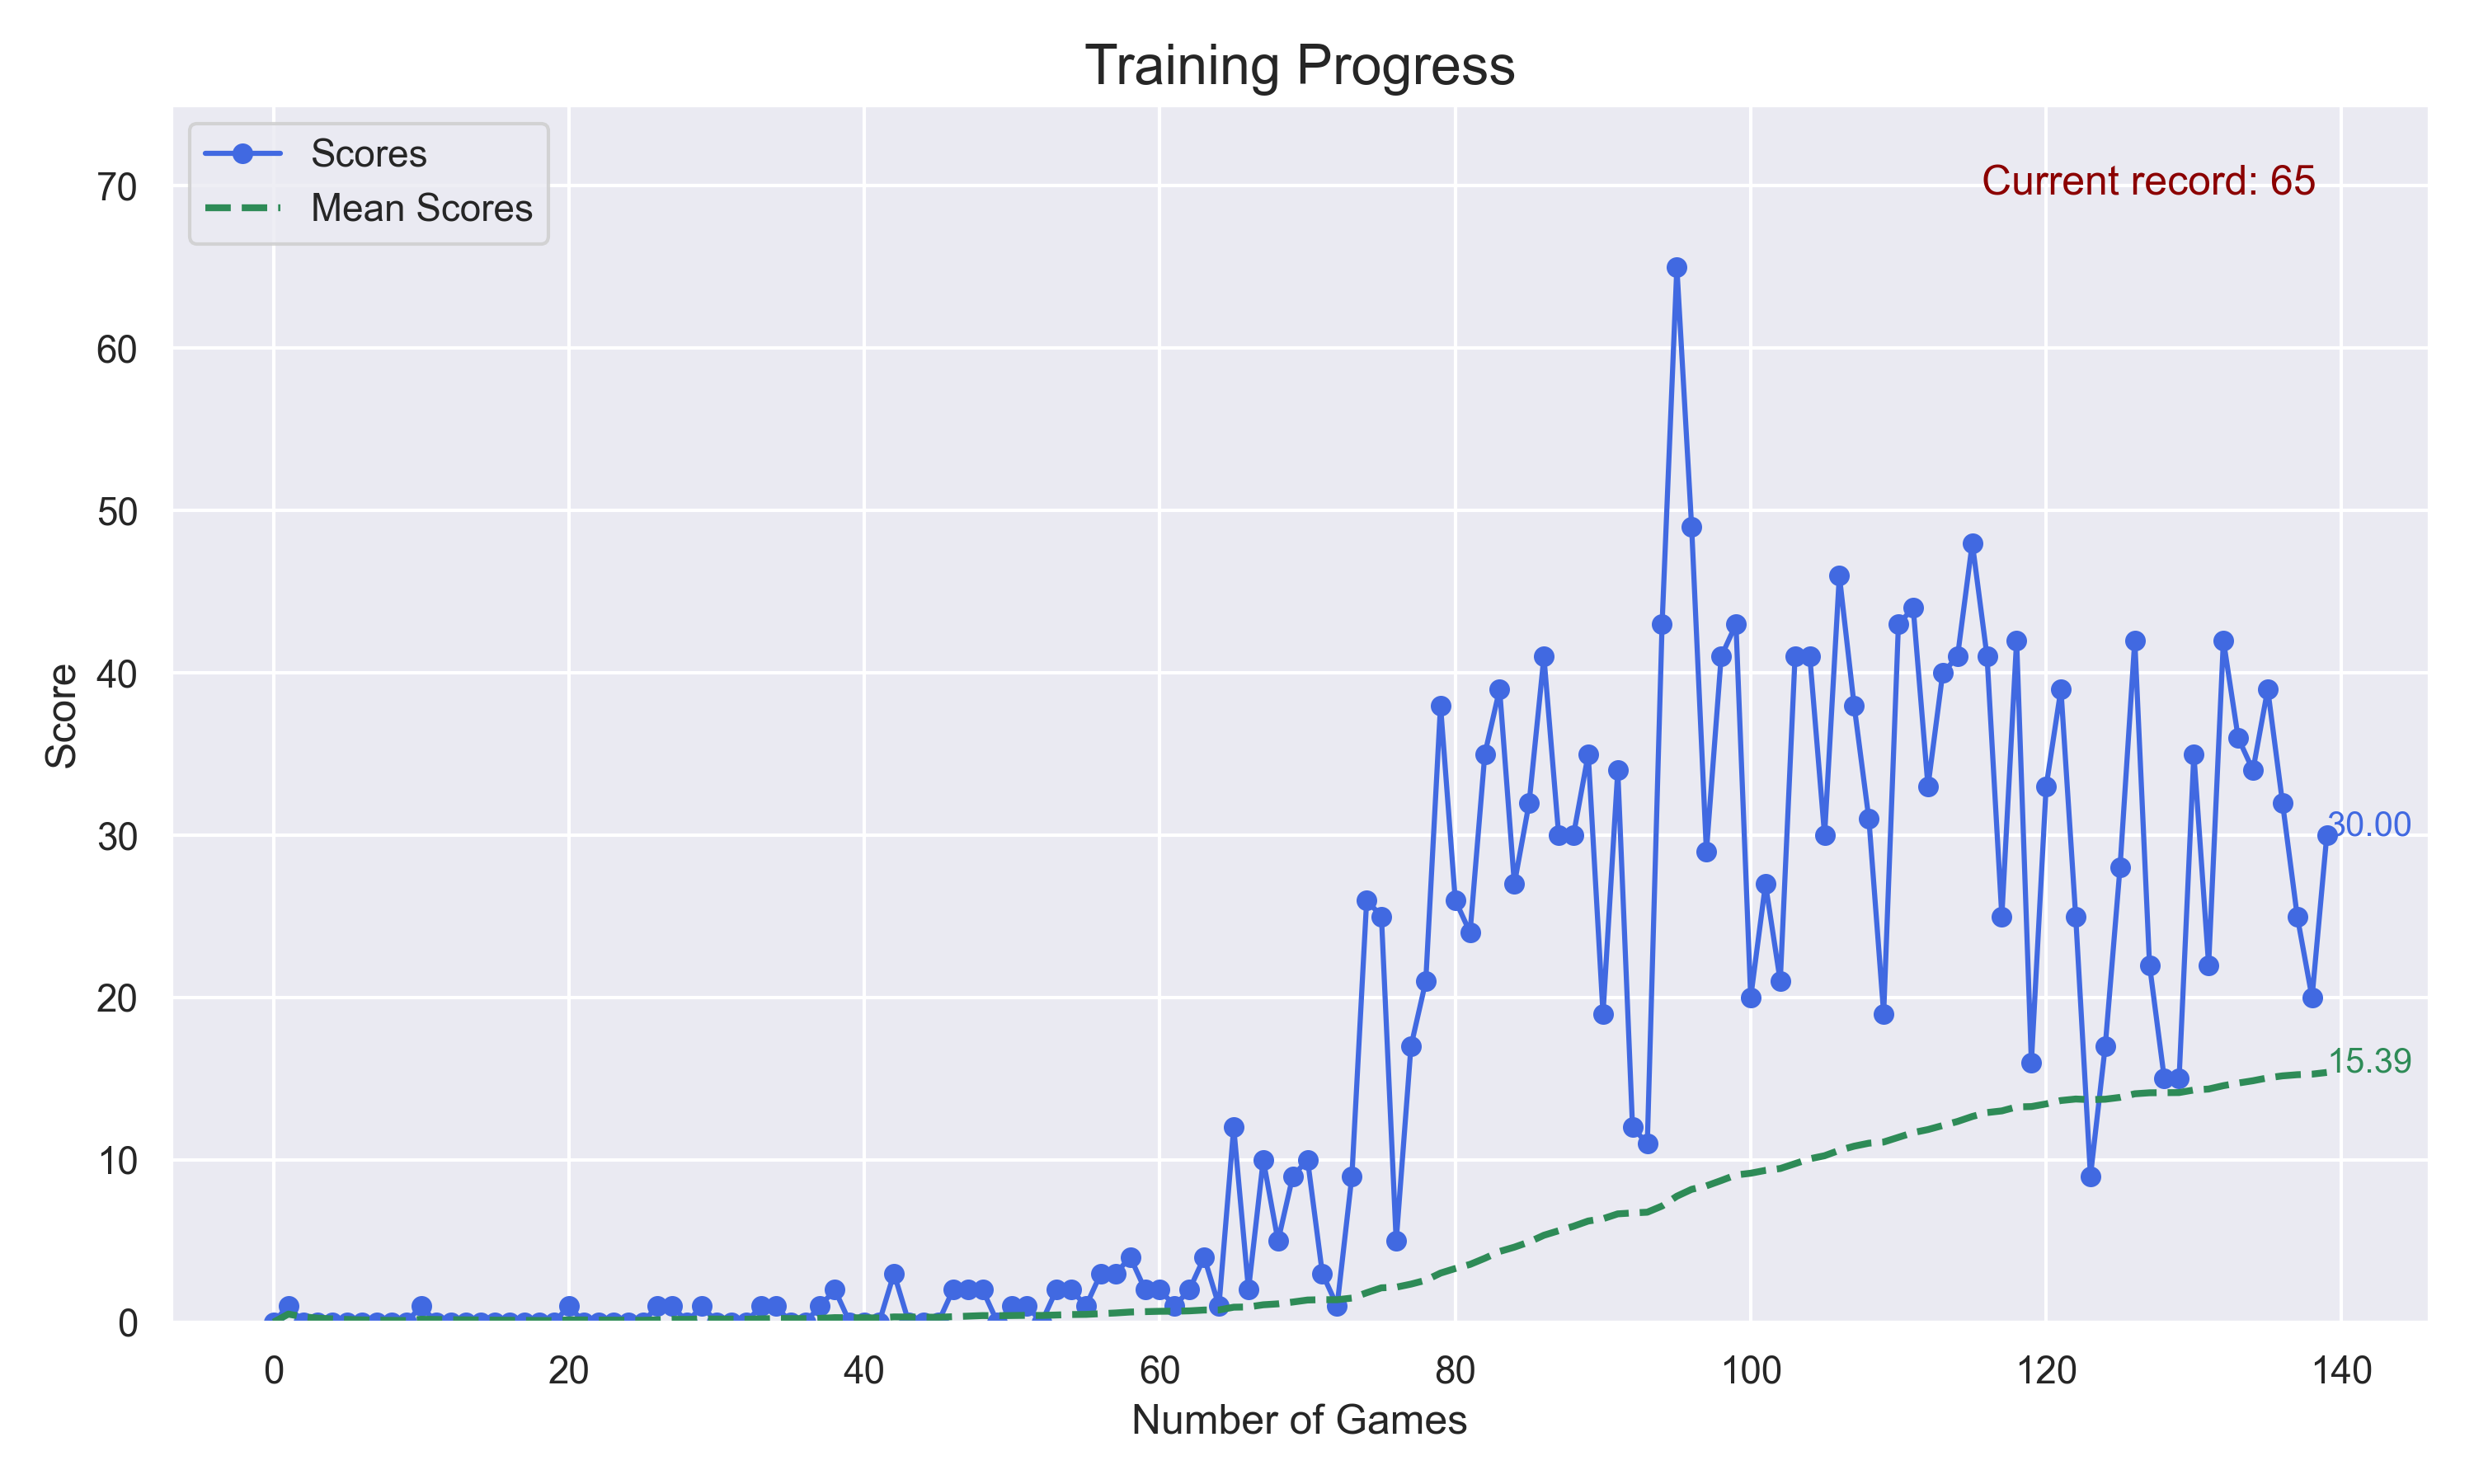 Training Progress
Scores
Mean Scores
Current record: 65
70
60
50
40
30
20
10
0
Score
30.00
15.39
0 20 40 60 80 100 120 140
Number of Games